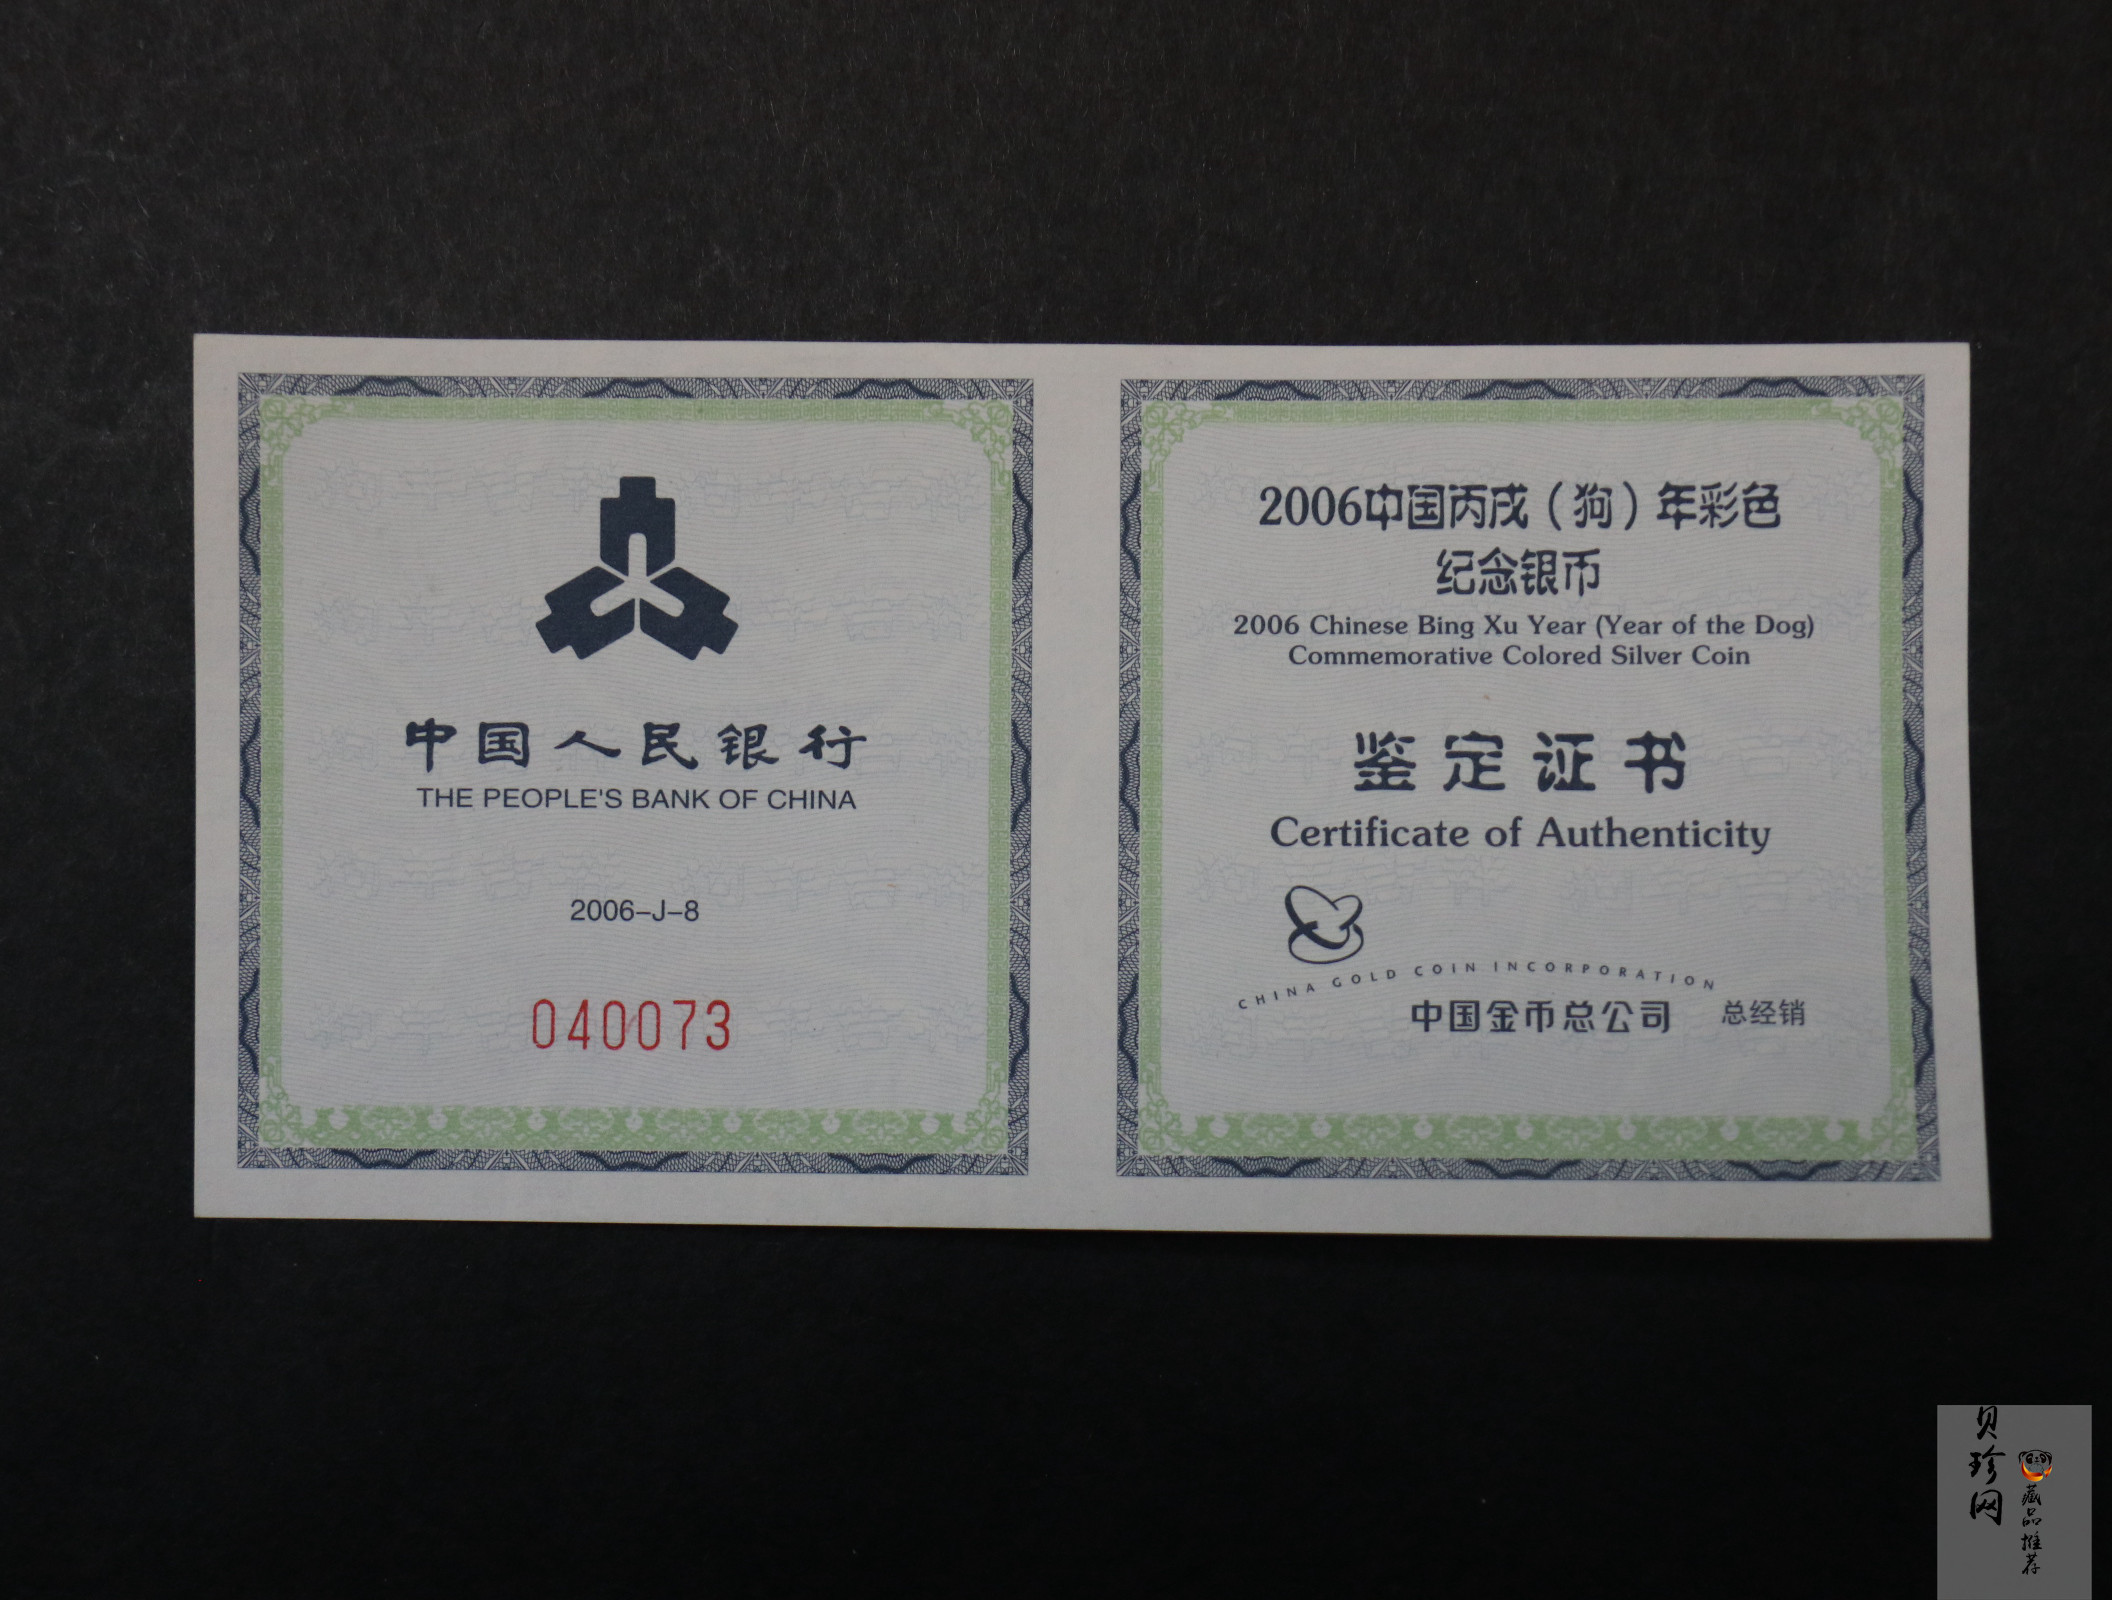 中国人民银行
THE PEOPLE'S BANK OF CHINA
2006-J-8
040073
2006中国丙戌（狗）年彩色
纪念银币
2006 Chinese Bing Xu Year (Year of the Dog)
Commemorative Colored Silver Coin
鉴定证书
Certificate of Authenticity
CHINA GOLD COIN INCORPORATION
中国金币总公司 总经销
贝珍网
藏品推荐